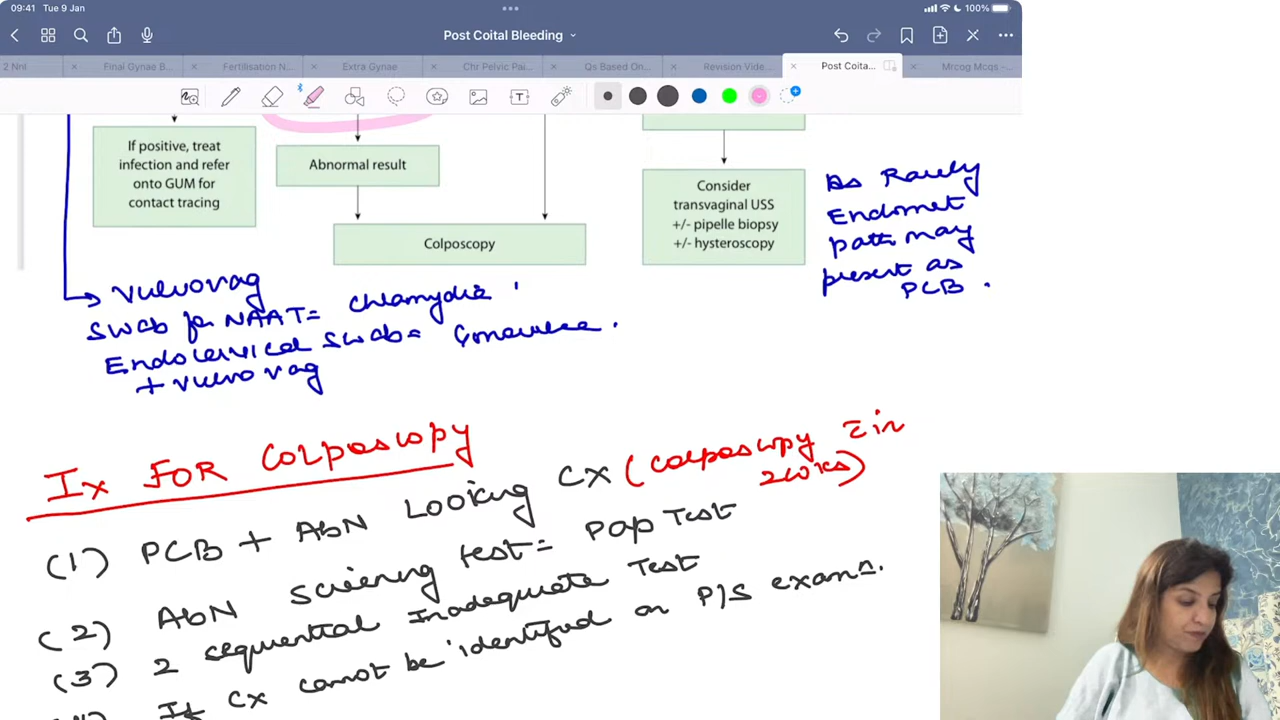 09:41 Tue 9 Jan
100%
Post Coital Bleeding
2 Nnl
Final Gynae B...
Fertilisation N...
Extra Gynae
Chr Pelvic Pai...
Qs Based On...
Revision Vide...
Post Coita...
Mrcog Mcqs -...
If positive, treat
infection and refer
onto GUM for
contact tracing
Abnormal result
Colposcopy
Consider
transvaginal USS
+/- pipelle biopsy
+/- hysteroscopy
As Rarely
Endomet
path may
present as
PCB.
Vulvovag
Swab for NAAT = Chlamydia
Endocervical Swab =
+ vulvovag
Ix FOR Colposcopy
(1) PCB + AbN Looking CX (Colposcopy
2wks)
(2) AbN Screening test = Pap Test
(3) 2 sequential Inadequate Test
If CX cannot be identified on P/S exam